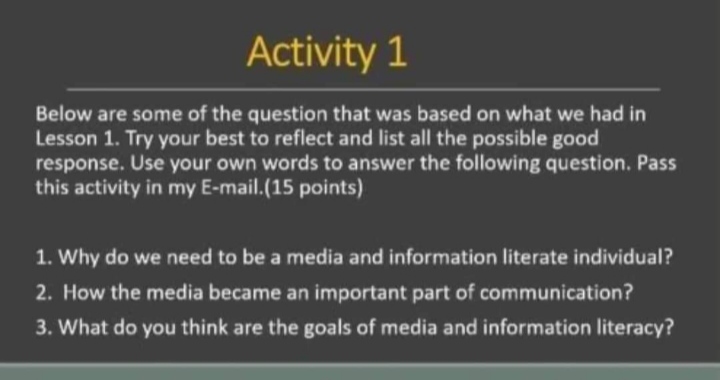 Activity 1
Below are some of the question that was based on what we had in
Lesson 1. Try your best to reflect and list all the possible good
response. Use your own words to answer the following question. Pass
this activity in my E-mail.(15 points)
1. Why do we need to be a media and information literate individual?
2. How the media became an important part of communication?
3. What do you think are the goals of media and information literacy?